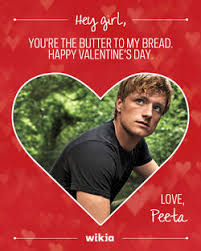 Hey girl,
YOU'RE THE BUTTER TO MY BREAD.
HAPPY VALENTINE'S DAY.
LOVE,
Peeta
wikia